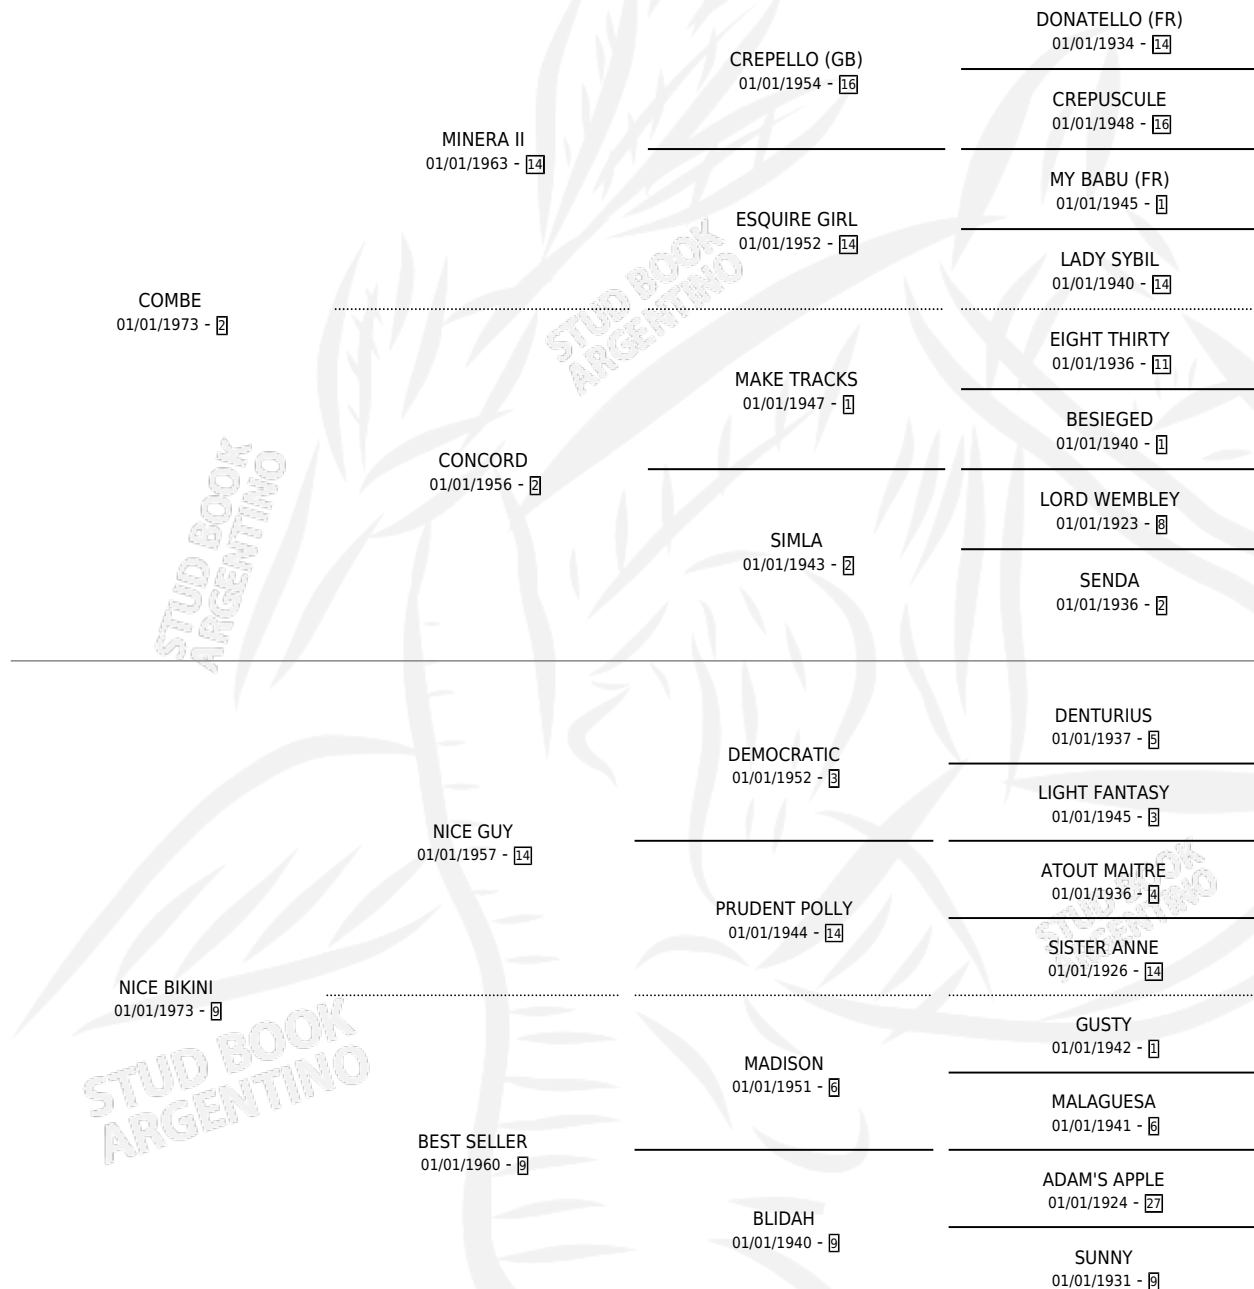 DONATELLO (FR)
01/01/1934 - 14
CREPELLO (GB)
01/01/1954 - 16
CREPUSCULE
01/01/1948 - 16
MINERA II
01/01/1963 - 14
MY BABU (FR)
01/01/1945 - 1
ESQUIRE GIRL
01/01/1952 - 14
LADY SYBIL
01/01/1940 - 14
COMBE
01/01/1973 - 2
EIGHT THIRTY
01/01/1936 - 11
MAKE TRACKS
01/01/1947 - 1
BESIEGED
01/01/1940 - 1
CONCORD
01/01/1956 - 2
LORD WEMBLEY
01/01/1923 - 8
SIMLA
01/01/1943 - 2
SENDA
01/01/1936 - 2
DENTURIUS
01/01/1937 - 5
DEMOCRATIC
01/01/1952 - 3
LIGHT FANTASY
01/01/1945 - 3
NICE GUY
01/01/1957 - 14
ATOUT MAITRE
01/01/1936 - 4
PRUDENT POLLY
01/01/1944 - 14
SISTER ANNE
01/01/1926 - 14
NICE BIKINI
01/01/1973 - 9
GUSTY
01/01/1942 - 1
MADISON
01/01/1951 - 6
MALAGUESA
01/01/1941 - 6
BEST SELLER
01/01/1960 - 9
ADAM'S APPLE
01/01/1924 - 27
BLIDAH
01/01/1940 - 9
SUNNY
01/01/1931 - 9
STUD BOOK
ARGENTINO
STUD BOOK
ARGENTINO
STUD BOOK
ARGENTINO
STUD BOOK
ARGENTINO